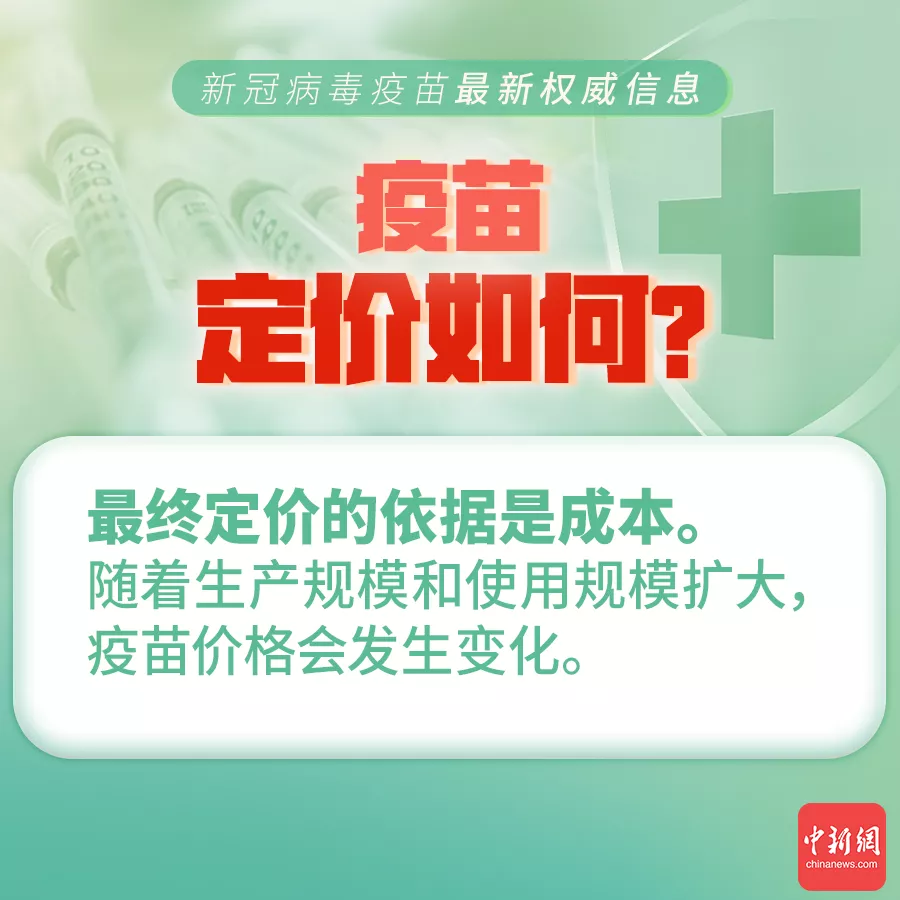 新冠病毒疫苗最新权威信息
疫苗
定价如何?
最终定价的依据是成本。
随着生产规模和使用规模扩大，
疫苗价格会发生变化。
中新網
chinanews.com